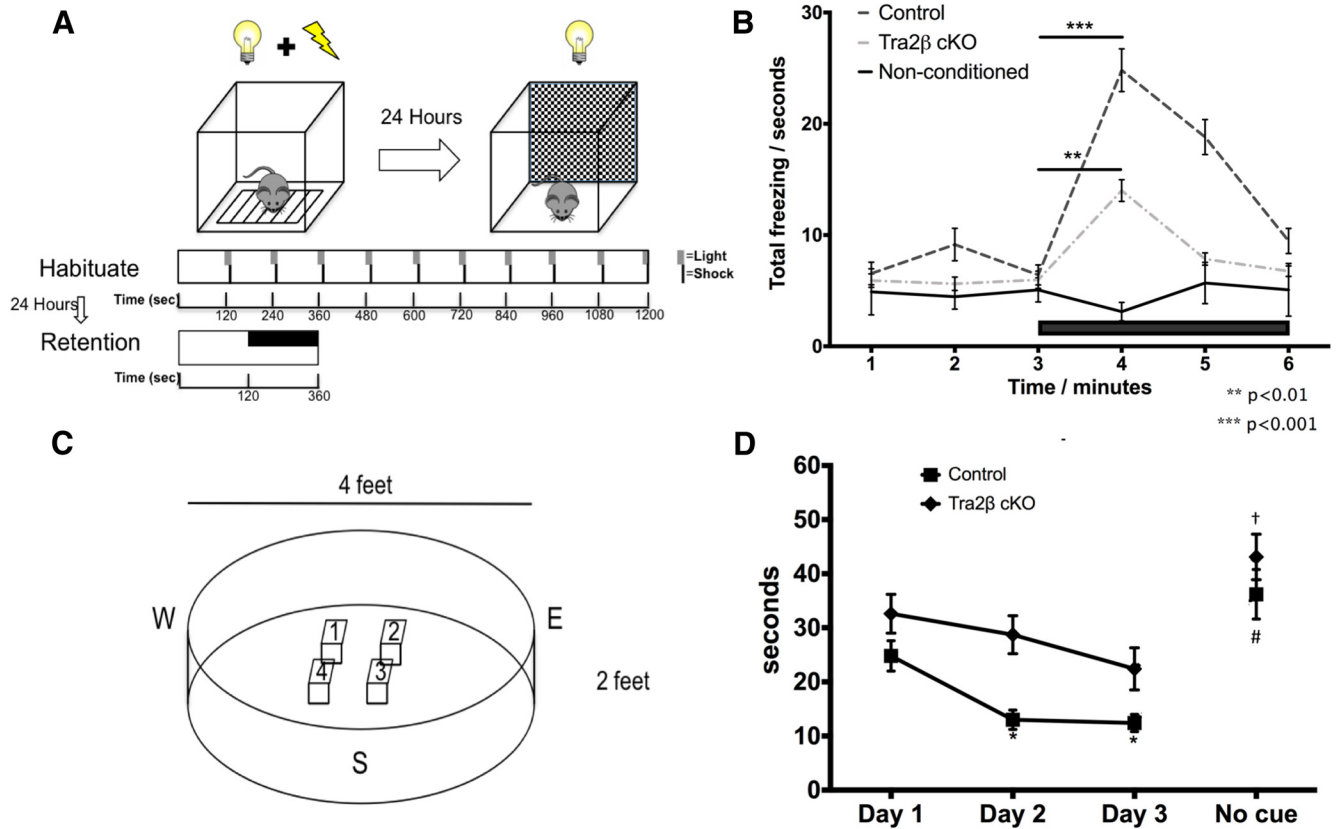 A
24 Hours
Habituate
=Light
=Shock
24 Hours
Time (sec)
120 240 360 480 600 720 840 960 1080 1200
Retention
Time (sec)
120 360
B
Control
Tra2β cKO
Non-conditioned
***
**
Total freezing / seconds
30
20
10
0
1 2 3 4 5 6
Time / minutes
** p<0.01
*** p<0.001
C
4 feet
W
E
1 2
4 3
2 feet
S
D
Control
Tra2β cKO
seconds
60
50
40
30
20
10
0
†
#
* *
Day 1 Day 2 Day 3 No cue